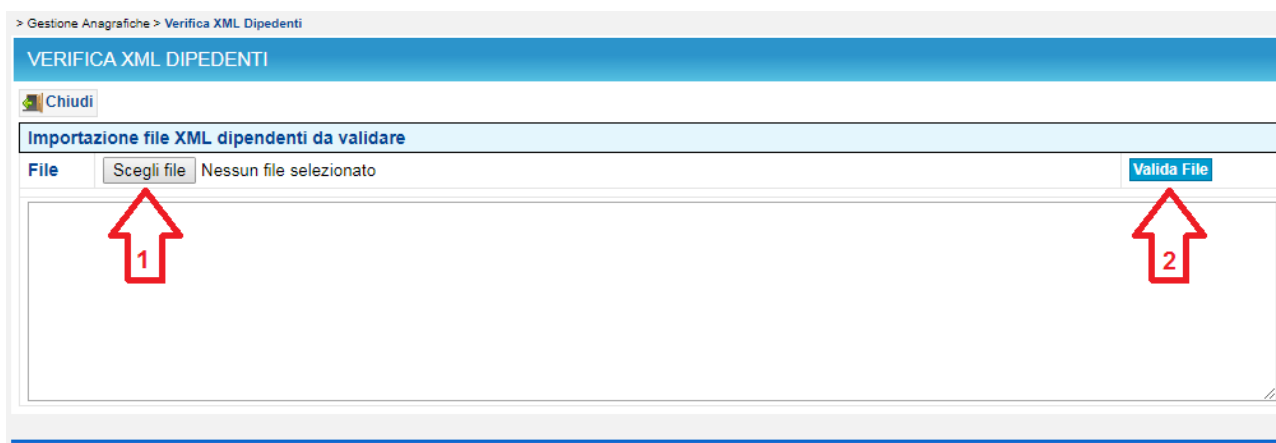 > Gestione Anagrafiche > Verifica XML Dipedenti
VERIFICA XML DIPEDENTI
Chiudi
Importazione file XML dipendenti da validare
File Scegli file Nessun file selezionato Valida File
1 2